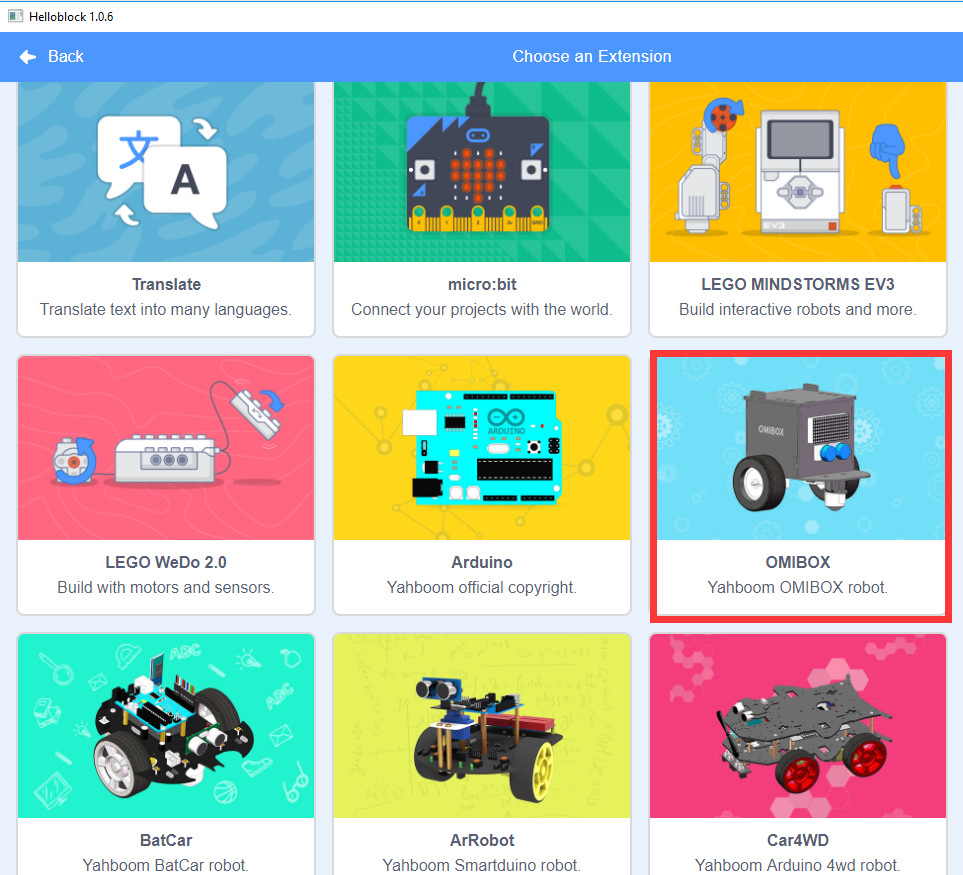 Helloblock 1.0.6
Back
Choose an Extension
文
A
EV3
Translate
Translate text into many languages.
micro:bit
Connect your projects with the world.
LEGO MINDSTORMS EV3
Build interactive robots and more.
ARDUINO
OMIBOX
LEGO WeDo 2.0
Build with motors and sensors.
Arduino
Yahboom official copyright.
OMIBOX
Yahboom OMIBOX robot.
ABC
ABC
BatCar
Yahboom BatCar robot.
ArRobot
Yahboom Smartduino robot.
Car4WD
Yahboom Arduino 4wd robot.